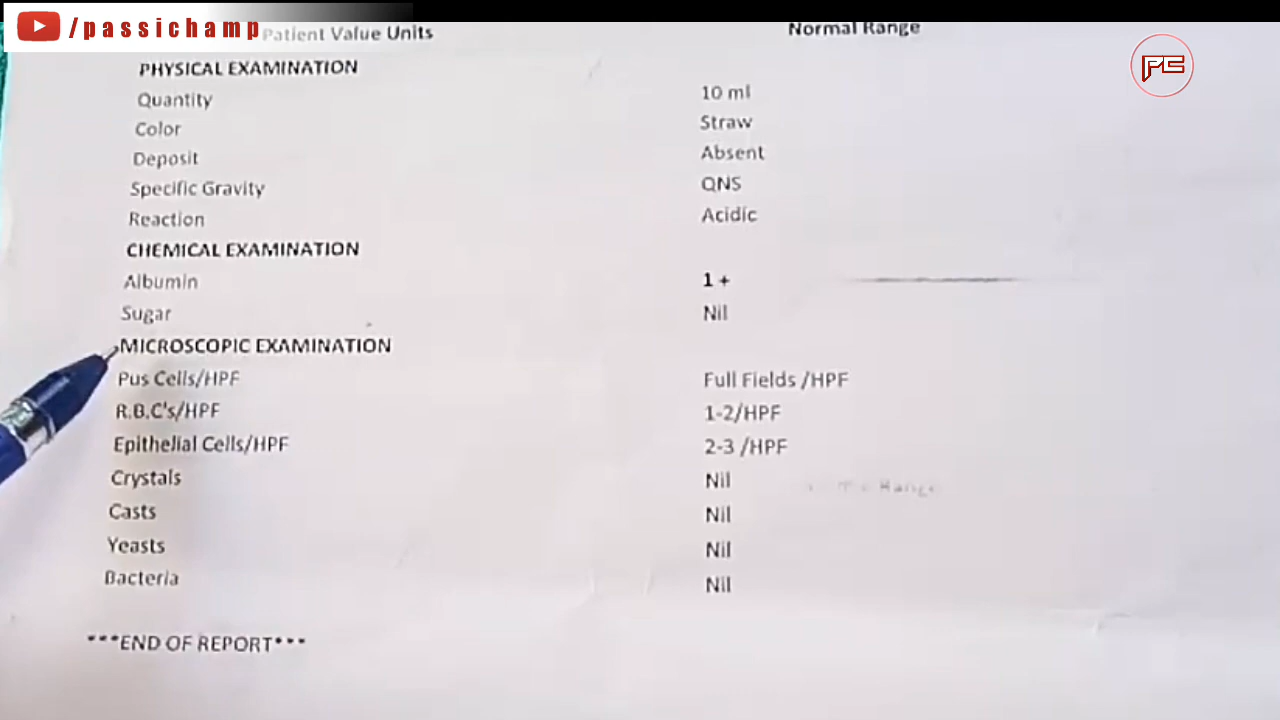 /passichamp
Patient Value Units Normal Range
PC
PHYSICAL EXAMINATION
Quantity 10 ml
Color Straw
Deposit Absent
Specific Gravity QNS
Reaction Acidic
CHEMICAL EXAMINATION
Albumin 1 +
Sugar Nil
MICROSCOPIC EXAMINATION
Pus Cells/HPF Full Fields /HPF
R.B.C's/HPF 1-2/HPF
Epithelial Cells/HPF 2-3 /HPF
Crystals Nil
Range
Casts Nil
Yeasts Nil
Bacteria Nil
***END OF REPORT***